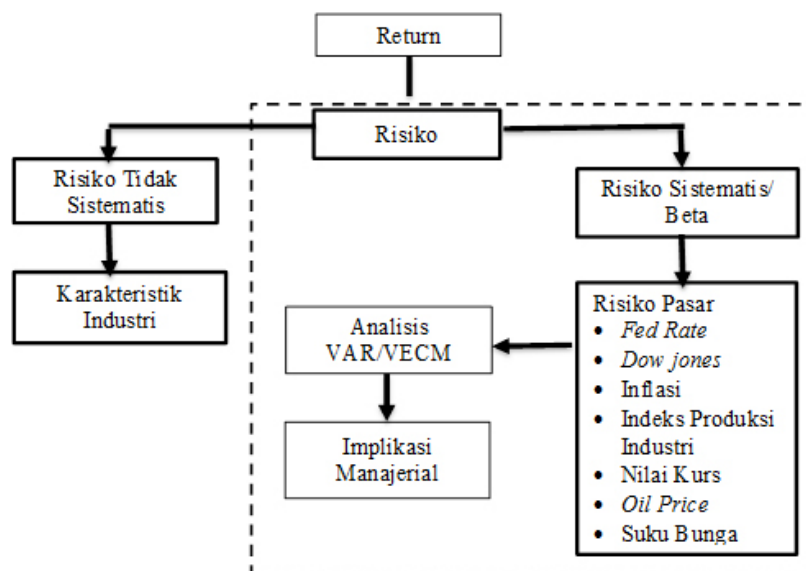 Return
Risiko
Risiko Tidak
Sistematis
Risiko Sistematis/
Beta
Karakteristik
Industri
Analisis
VAR/VECM
Implikasi
Manajerial
Risiko Pasar
• Fed Rate
• Dow jones
• Inflasi
• Indeks Produksi
Industri
• Nilai Kurs
• Oil Price
• Suku Bunga